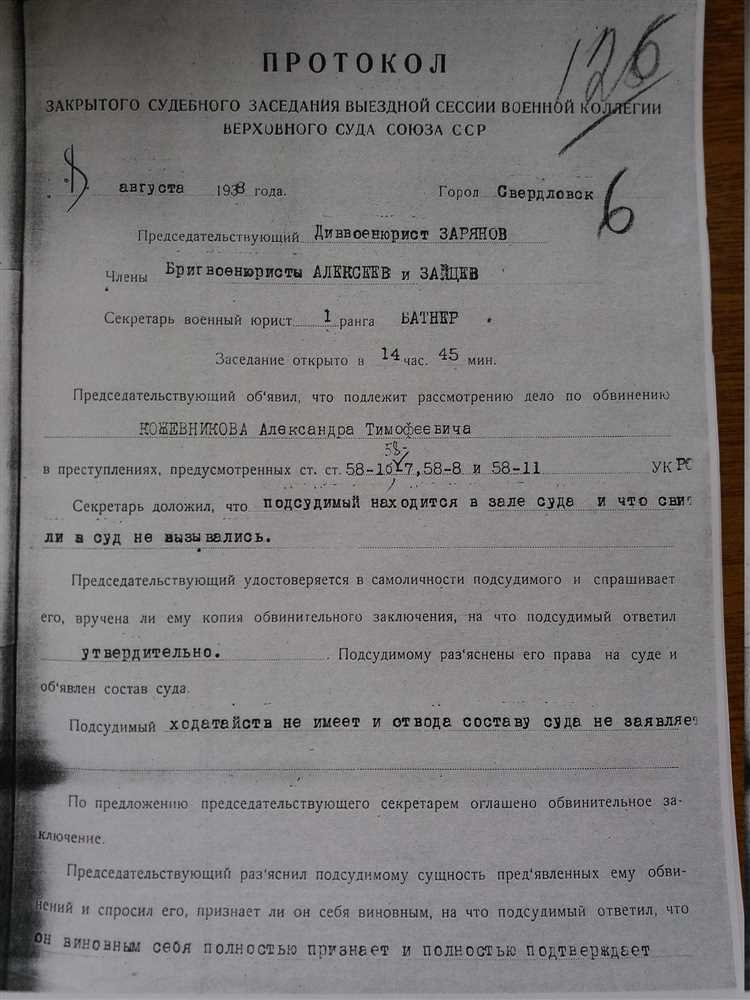 126
ПРОТОКОЛ
ЗАКРЫТОГО СУДЕБНОГО ЗАСЕДАНИЯ ВЫЕЗДНОЙ СЕССИИ ВОЕННОЙ КОЛЛЕГИИ
ВЕРХОВНОГО СУДА СОЮЗА ССР
августа 1938 года. Город Свердловск
6
Председательствующий Диввоенюрист ЗАРЯНОВ
Члены Бригвоенюристы АЛЕКСЕЕВ и ЗАЙЦЕВ
Секретарь военный юрист 1 ранга БАТНЕР.
Заседание открыто в 14 час. 45 мин.
Председательствующий об'явил, что подлежит рассмотрению дело по обвинению
КОЖЕВНИКОВА Александра Тимофеевича
58-
в преступлениях, предусмотренных ст. ст. 58-1б-7, 58-8 и 58-11 УК РС
Секретарь доложил, что подсудимый находится в зале суда и что свит
ли в суд не вызывались.
Председательствующий удостоверяется в самоличности подсудимого и спрашивает
его, вручена ли ему копия обвинительного заключения, на что подсудимый ответил
утвердительно. . Подсудимому раз'яснены его права на суде и
об'явлен состав суда.
Подсудимый ходатайств не имеет и отвода составу суда не заявляет
По предложению председательствующего секретарем оглашено обвинительное за-
ключение.
Председательствующий раз'яснил подсудимому сущность пред'явленных ему обви-
нений и спросил его, признает ли он себя виновным, на что подсудимый ответил, что
он виновным себя полностью признает и полностью подтверждает